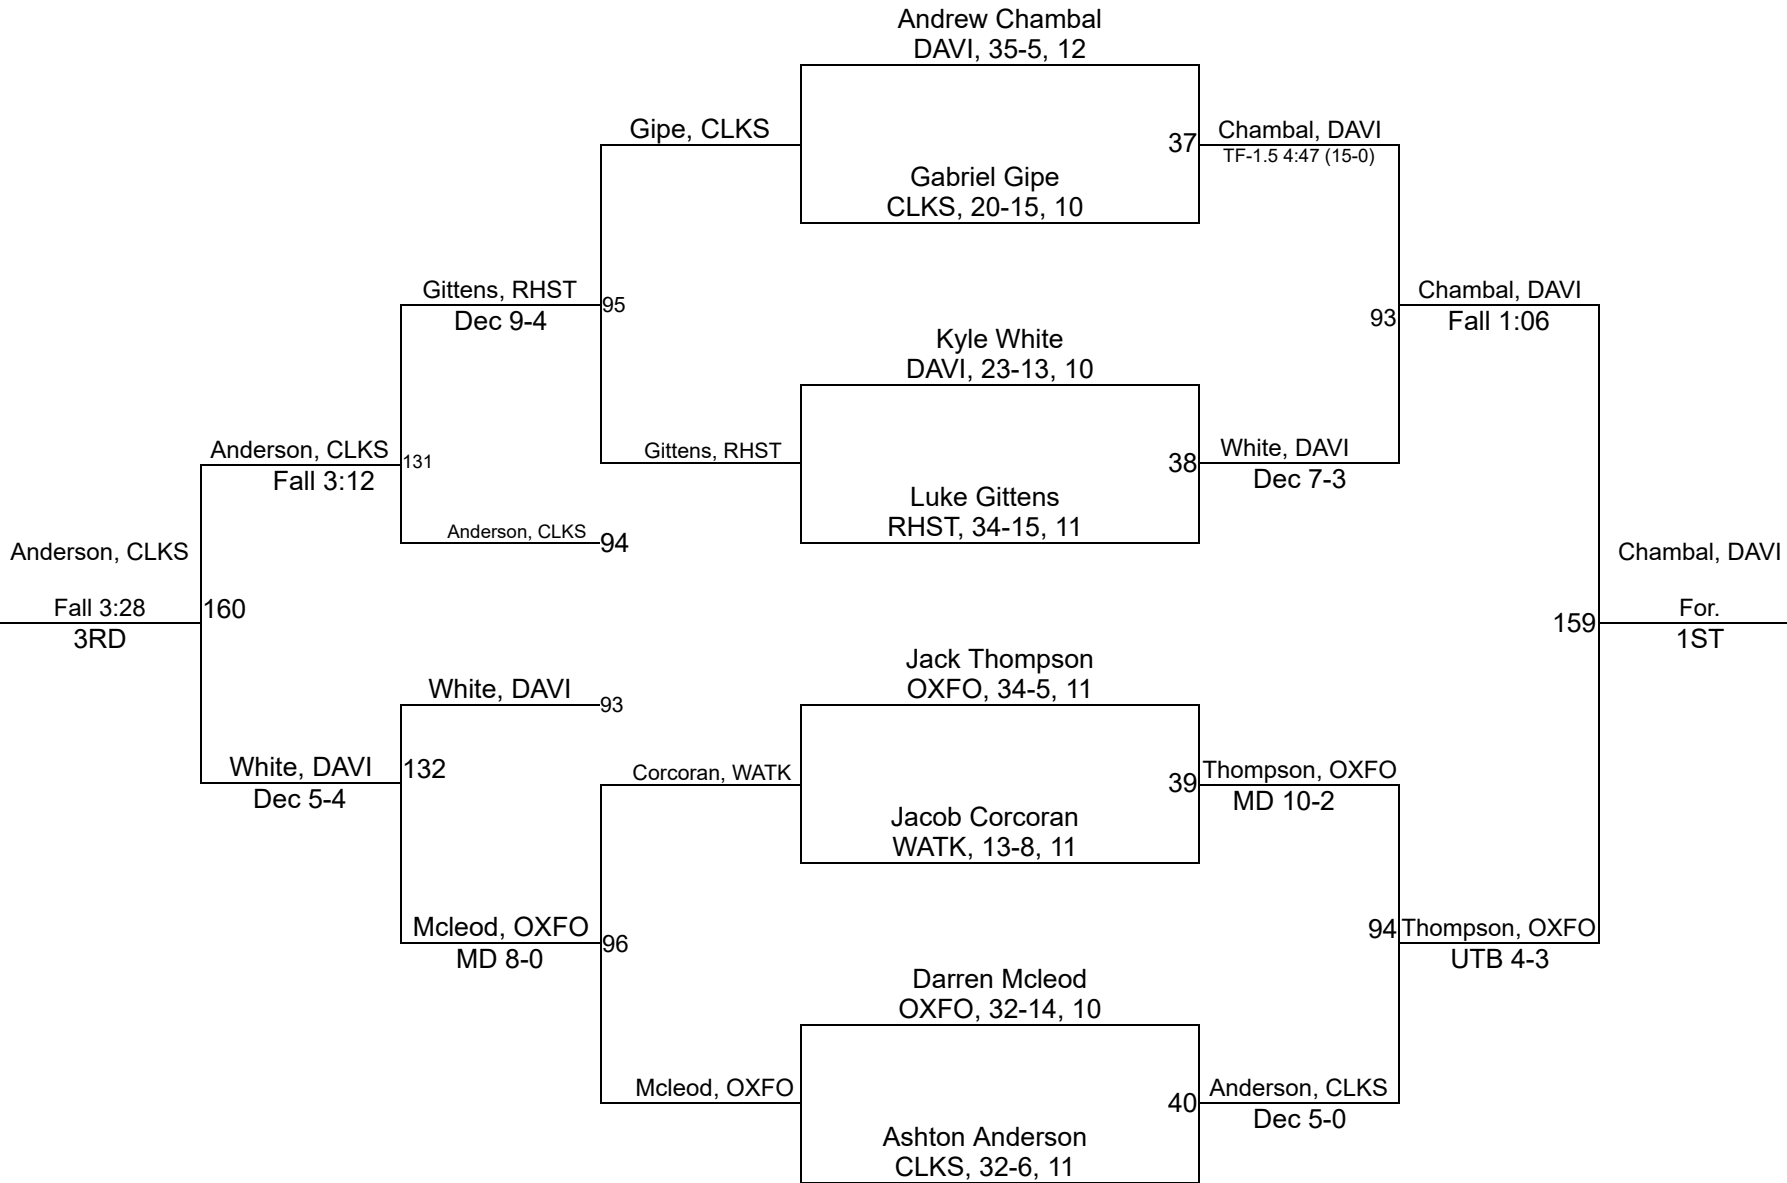 Andrew Chambal
DAVI, 35-5, 12
Gipe, CLKS
37
Chambal, DAVI
TF-1.5 4:47 (15-0)
Gabriel Gipe
CLKS, 20-15, 10
Gittens, RHST
95
Dec 9-4
93
Chambal, DAVI
Fall 1:06
Kyle White
DAVI, 23-13, 10
Anderson, CLKS
131
Fall 3:12
Gittens, RHST
38
White, DAVI
Dec 7-3
Luke Gittens
RHST, 34-15, 11
Anderson, CLKS
94
Anderson, CLKS
Fall 3:28
3RD
160
Chambal, DAVI
159
For.
1ST
Jack Thompson
OXFO, 34-5, 11
White, DAVI
93
White, DAVI
132
Dec 5-4
Corcoran, WATK
39
Thompson, OXFO
MD 10-2
Jacob Corcoran
WATK, 13-8, 11
Mcleod, OXFO
96
MD 8-0
94
Thompson, OXFO
UTB 4-3
Darren Mcleod
OXFO, 32-14, 10
Mcleod, OXFO
40
Anderson, CLKS
Dec 5-0
Ashton Anderson
CLKS, 32-6, 11